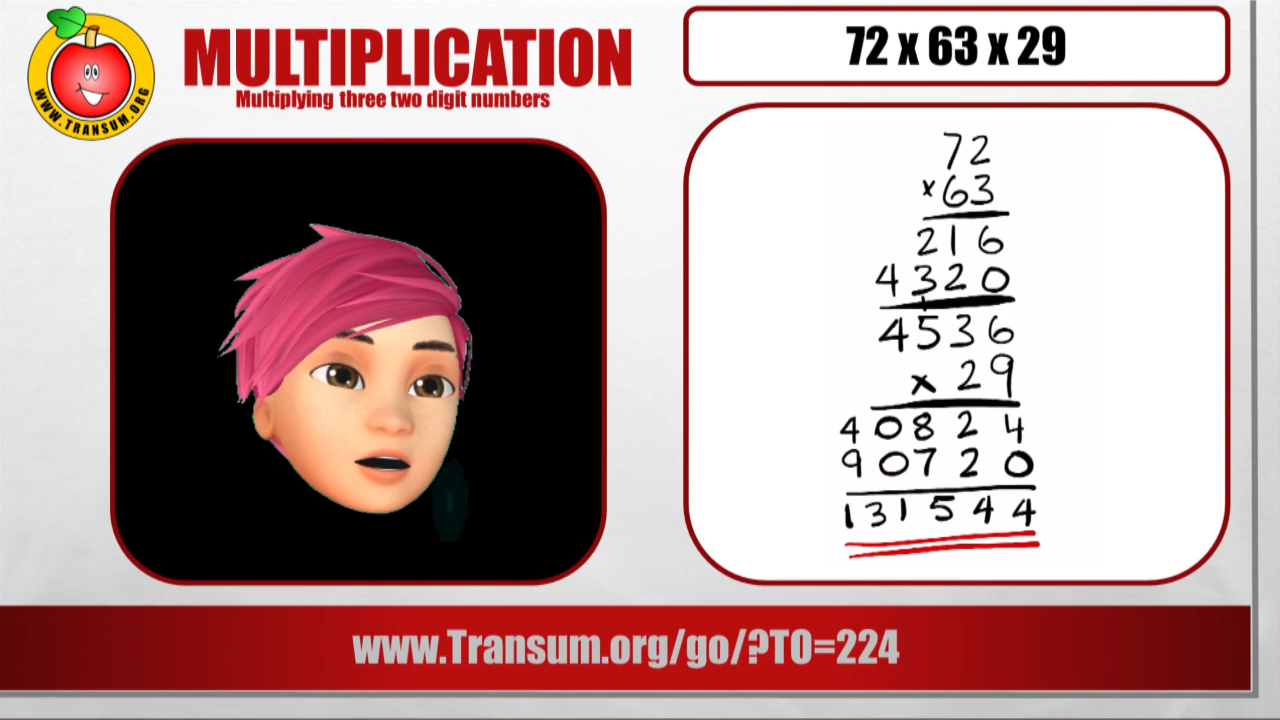 WWW.TRANSUM.ORG
MULTIPLICATION
Multiplying three two digit numbers
72 x 63 x 29
72
x 63
216
4320
4536
x 29
40824
90720
131544
www.Transum.org/go/?TO=224